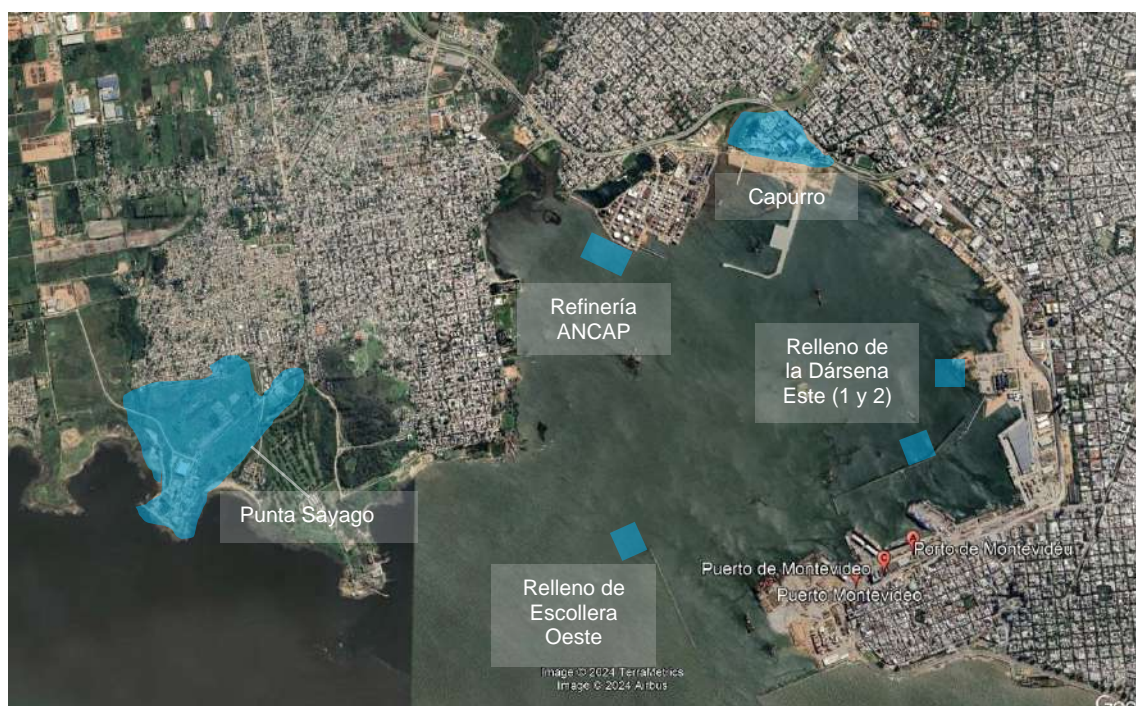 Capurro
Refinería
ANCAP
Relleno de
la Dársena
Este (1 y 2)
Punta Sayago
Porto de Montevideu
Puerto de Montevideo
Puerto Montevideo
Relleno de
Escollera
Oeste
Image © 2024 TerraMetrics
Image © 2024 Airbus